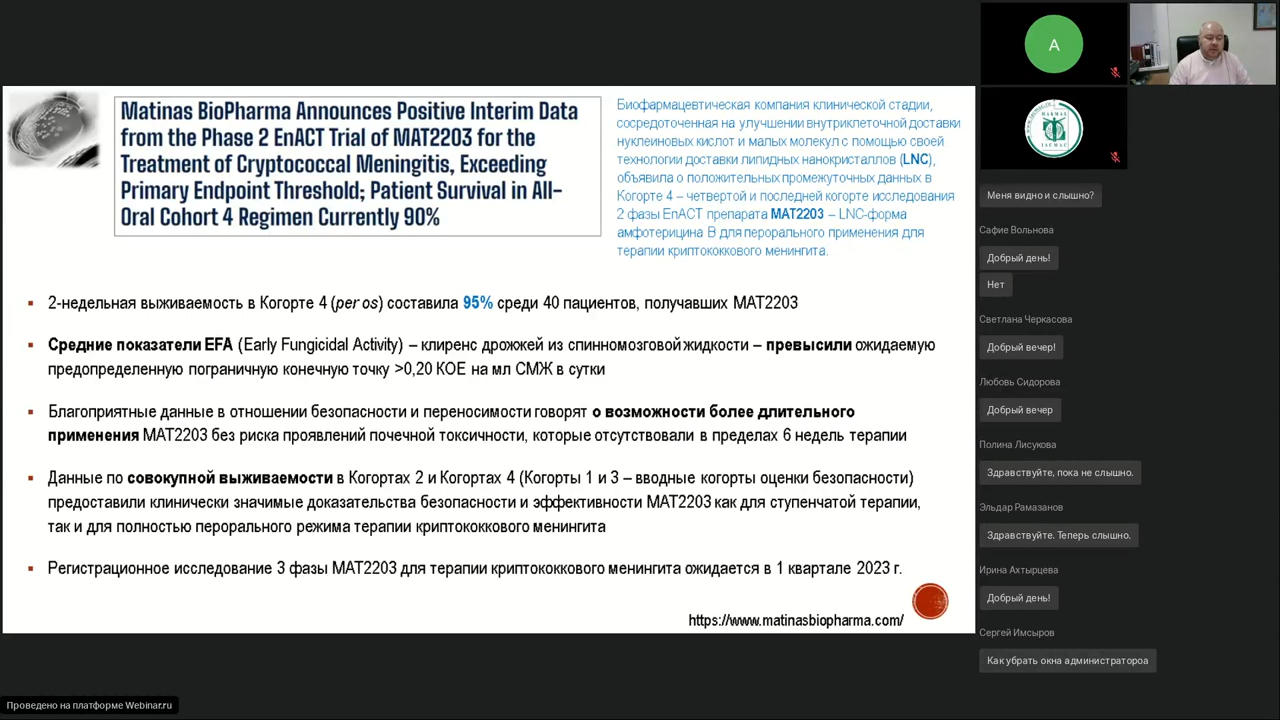 Matinas BioPharma Announces Positive Interim Data
from the Phase 2 EnACT Trial of MAT2203 for the
Treatment of Cryptococcal Meningitis, Exceeding
Primary Endpoint Threshold; Patient Survival in All-
Oral Cohort 4 Regimen Currently 90%
Биофармацевтическая компания клинической стадии,
сосредоточенная на улучшении внутриклеточной доставки
нуклеиновых кислот и малых молекул с помощью своей
технологии доставки липидных нанокристаллов (LNC),
объявила о положительных промежуточных данных в
Когорте 4 – четвертой и последней когорте исследования
2 фазы EnACT препарата MAT2203 – LNC-форма
амфотерицина B для перорального применения для
терапии криптококкового менингита.
▪ 2-недельная выживаемость в Когорте 4 (per os) составила 95% среди 40 пациентов, получавших MAT2203
▪ Средние показатели EFA (Early Fungicidal Activity) – клиренс дрожжей из спинномозговой жидкости – превысили ожидаемую
предопределенную пограничную конечную точку >0,20 КОЕ на мл СМЖ в сутки
▪ Благоприятные данные в отношении безопасности и переносимости говорят о возможности более длительного
применения MAT2203 без риска проявлений почечной токсичности, которые отсутствовали в пределах 6 недель терапии
▪ Данные по совокупной выживаемости в Когортах 2 и Когортах 4 (Когорты 1 и 3 – вводные когорты оценки безопасности)
предоставили клинически значимые доказательства безопасности и эффективности MAT2203 как для ступенчатой терапии,
так и для полностью перорального режима терапии криптококкового менингита
▪ Регистрационное исследование 3 фазы MAT2203 для терапии криптококкового менингита ожидается в 1 квартале 2023 г.
https://www.matinasbiopharma.com/
A
Меня видно и слышно?
Сафие Вольнова
Добрый день!
Нет
Светлана Черкасова
Добрый вечер!
Любовь Сидорова
Добрый вечер
Полина Лисукова
Здравствуйте, пока не слышно.
Эльдар Рамазанов
Здравствуйте. Теперь слышно.
Ирина Ахтырцева
Добрый день!
Сергей Имсыров
Как убрать окна администратороа
Проведено на платформе Webinar.ru